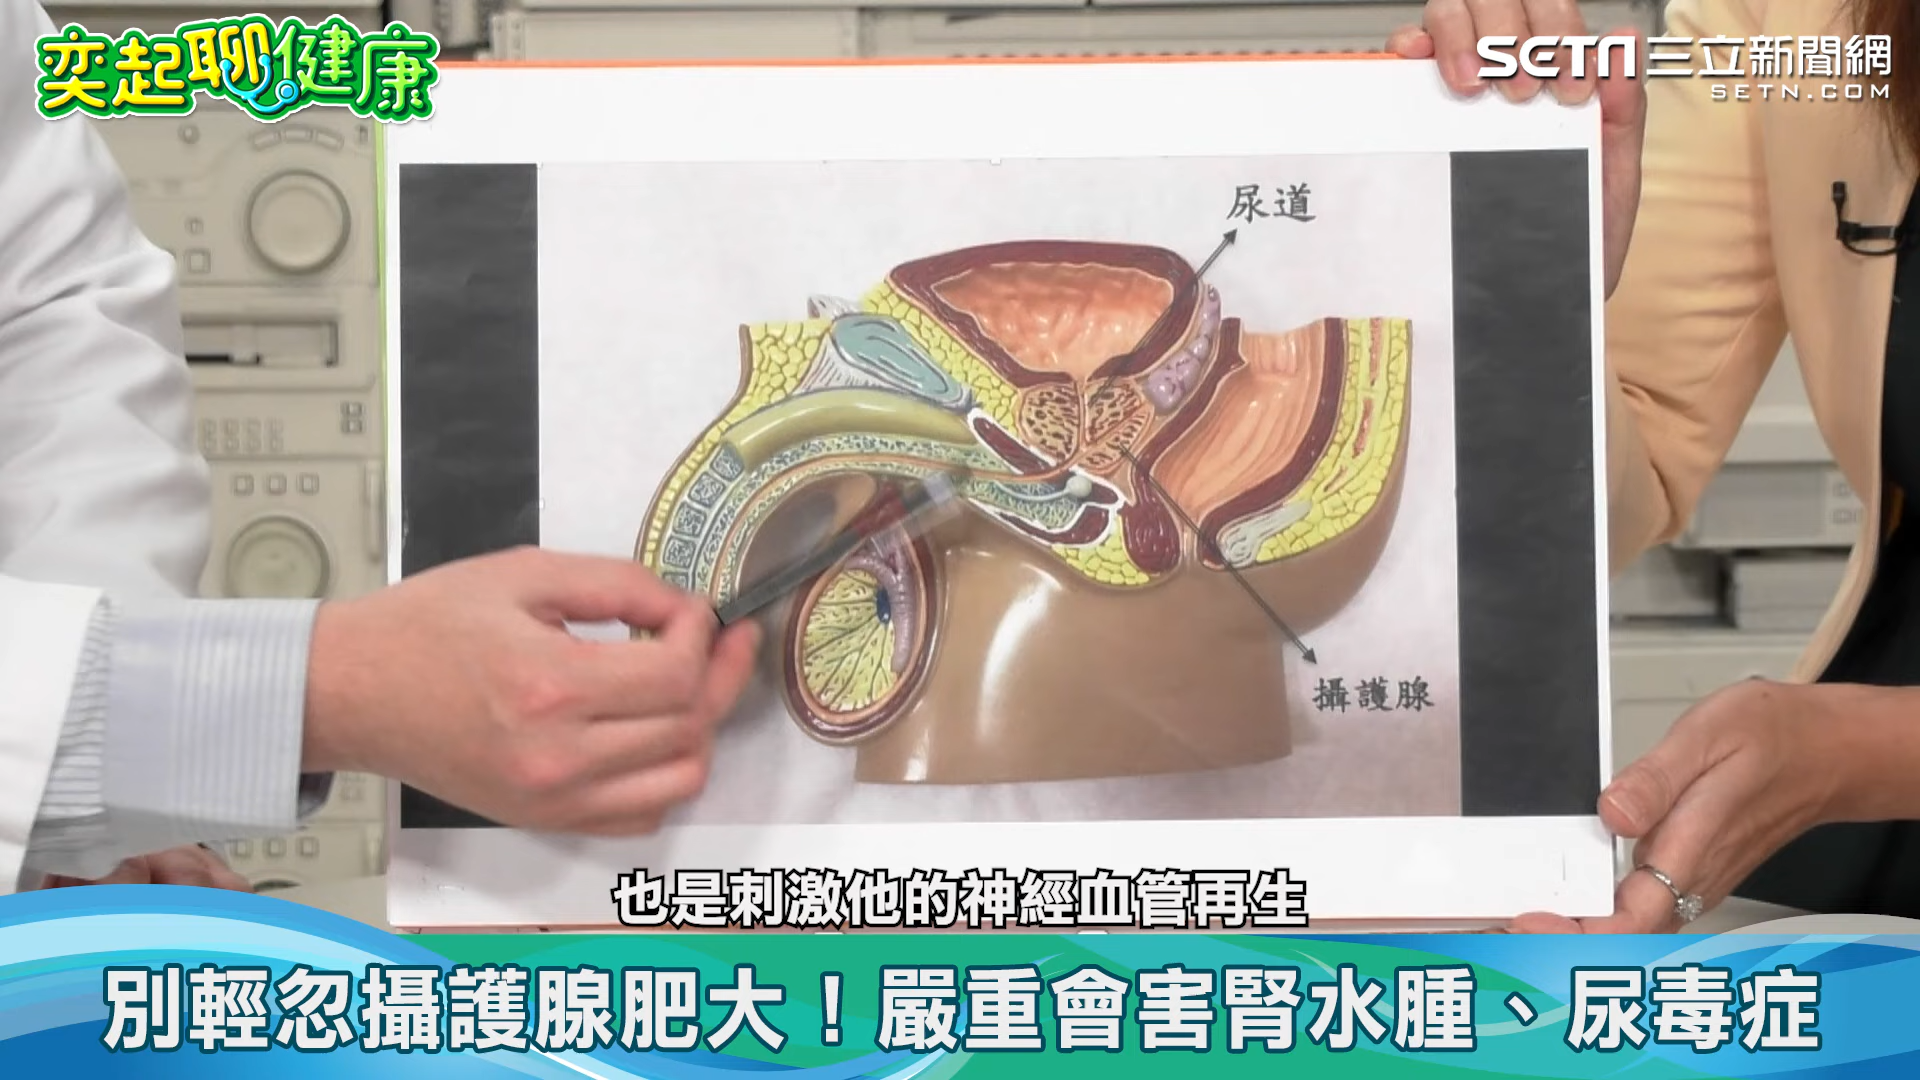 奕起聊健康
SETN三立新聞網
SETN.COM
尿道
攝護腺
也是刺激他的神經血管再生
別輕忽攝護腺肥大！嚴重會害腎水腫、尿毒症